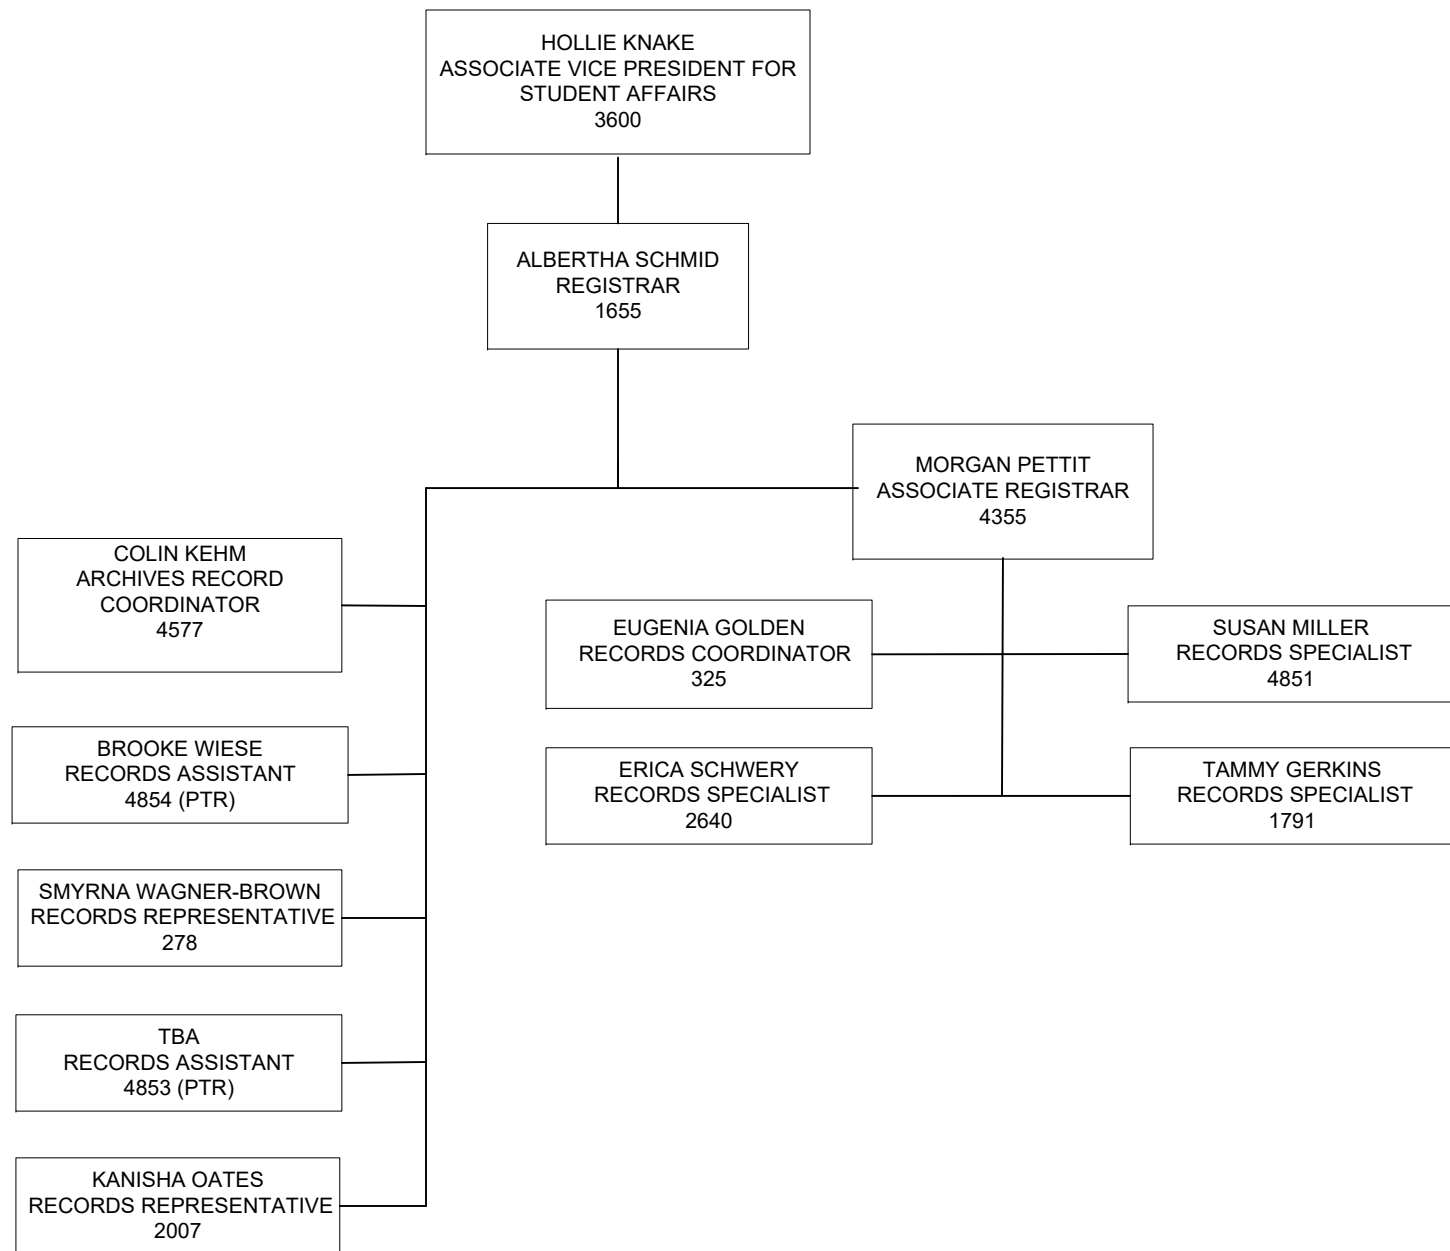 HOLLIE KNAKE
ASSOCIATE VICE PRESIDENT FOR
STUDENT AFFAIRS
3600
ALBERTHA SCHMID
REGISTRAR
1655
MORGAN PETTIT
ASSOCIATE REGISTRAR
4355
COLIN KEHM
ARCHIVES RECORD
COORDINATOR
4577
EUGENIA GOLDEN
RECORDS COORDINATOR
325
SUSAN MILLER
RECORDS SPECIALIST
4851
BROOKE WIESE
RECORDS ASSISTANT
4854 (PTR)
ERICA SCHWERY
RECORDS SPECIALIST
2640
TAMMY GERKINS
RECORDS SPECIALIST
1791
SMYRNA WAGNER-BROWN
RECORDS REPRESENTATIVE
278
TBA
RECORDS ASSISTANT
4853 (PTR)
KANISHA OATES
RECORDS REPRESENTATIVE
2007